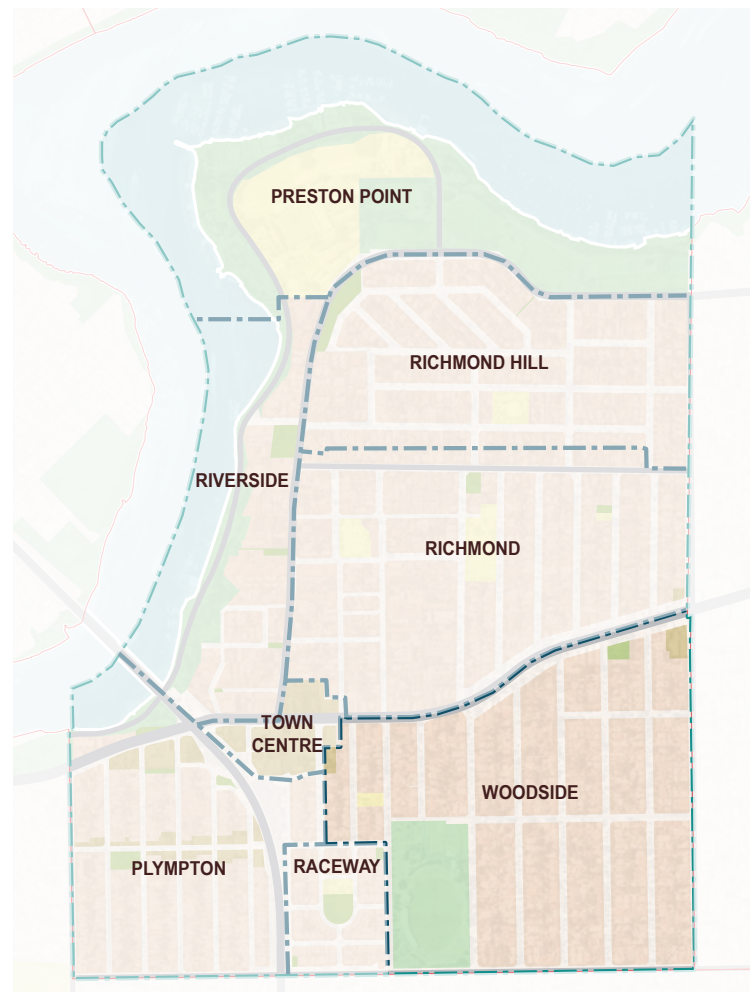 PRESTON POINT
RICHMOND HILL
RIVERSIDE
RICHMOND
TOWN
CENTRE
WOODSIDE
PLYMPTON
RACEWAY